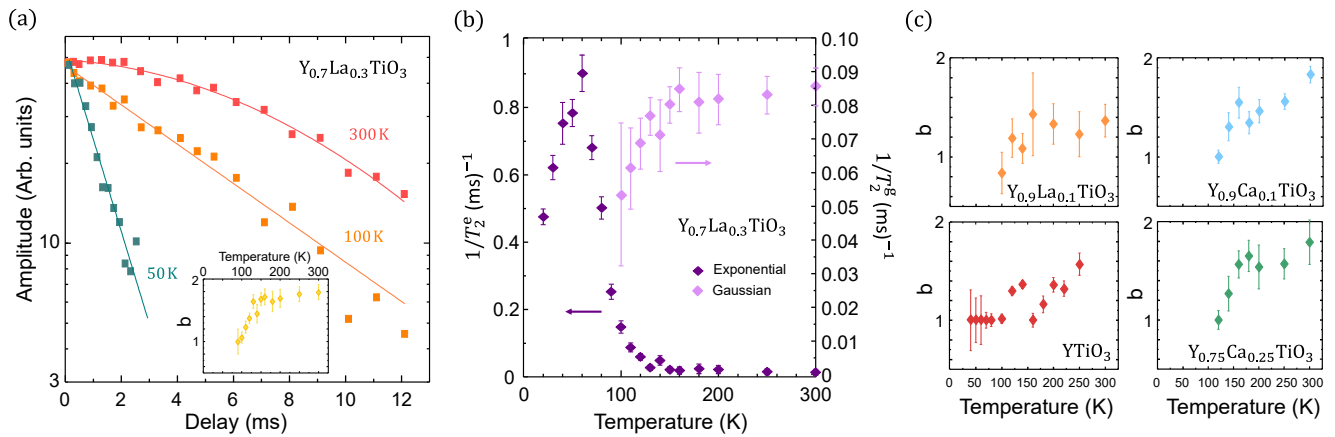 (a)
Amplitude (Arb. units)
10
3
Y0.7La0.3TiO3
300 K
100 K
50 K
Temperature (K)
0 100 200 300
b
2
1
0 2 4 6 8 10 12
Delay (ms)
(b)
1/T₂ᵉ (ms)⁻¹
1
0.8
0.6
0.4
0.2
0
0.10
0.09
0.08
0.07
0.06
0.05
0.04
0.03
0.02
0.01
0
1/T₂ᵍ (ms)⁻¹
Y0.7La0.3TiO3
Exponential
Gaussian
0 50 100 150 200 250 300
Temperature (K)
(c)
b
2
1
Y0.9La0.1TiO3
b
2
1
Y0.9Ca0.1TiO3
b
2
1
YTiO3
0 50 100 150 200 250 300
Temperature (K)
b
2
1
Y0.75Ca0.25TiO3
0 50 100 150 200 250 300
Temperature (K)